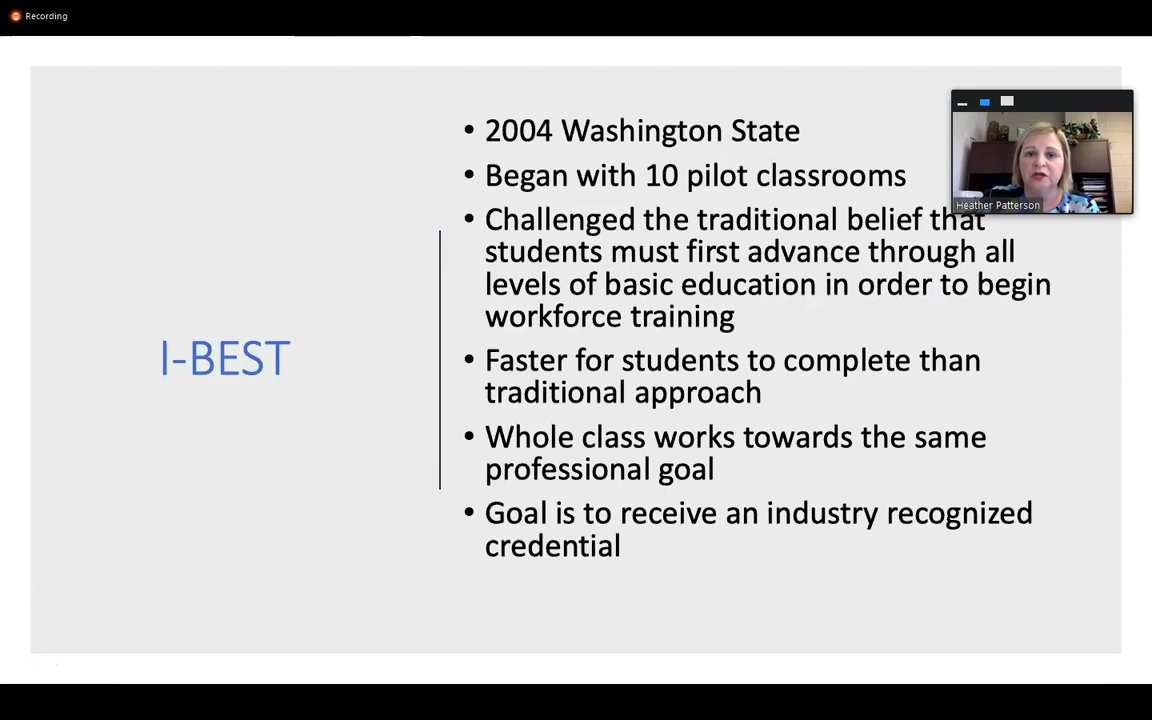 Recording
I-BEST
• 2004 Washington State
• Began with 10 pilot classrooms
• Challenged the traditional belief that
students must first advance through all
levels of basic education in order to begin
workforce training
• Faster for students to complete than
traditional approach
• Whole class works towards the same
professional goal
• Goal is to receive an industry recognized
credential
Heather Patterson